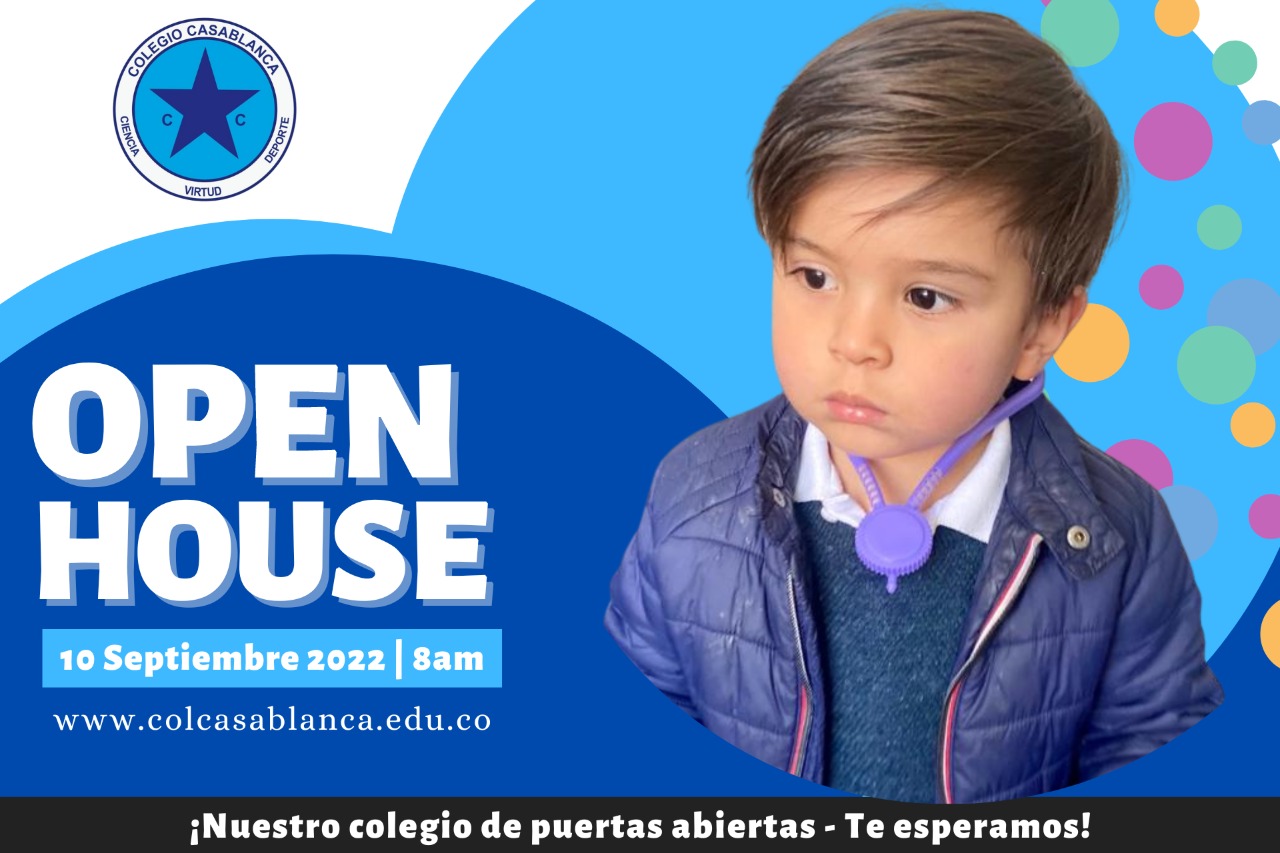 COLEGIO CASABLANCA
C C
CIENCIA
VIRTUD
DEPORTE
OPEN
HOUSE
10 Septiembre 2022 | 8am
www.colcasablanca.edu.co
¡Nuestro colegio de puertas abiertas - Te esperamos!